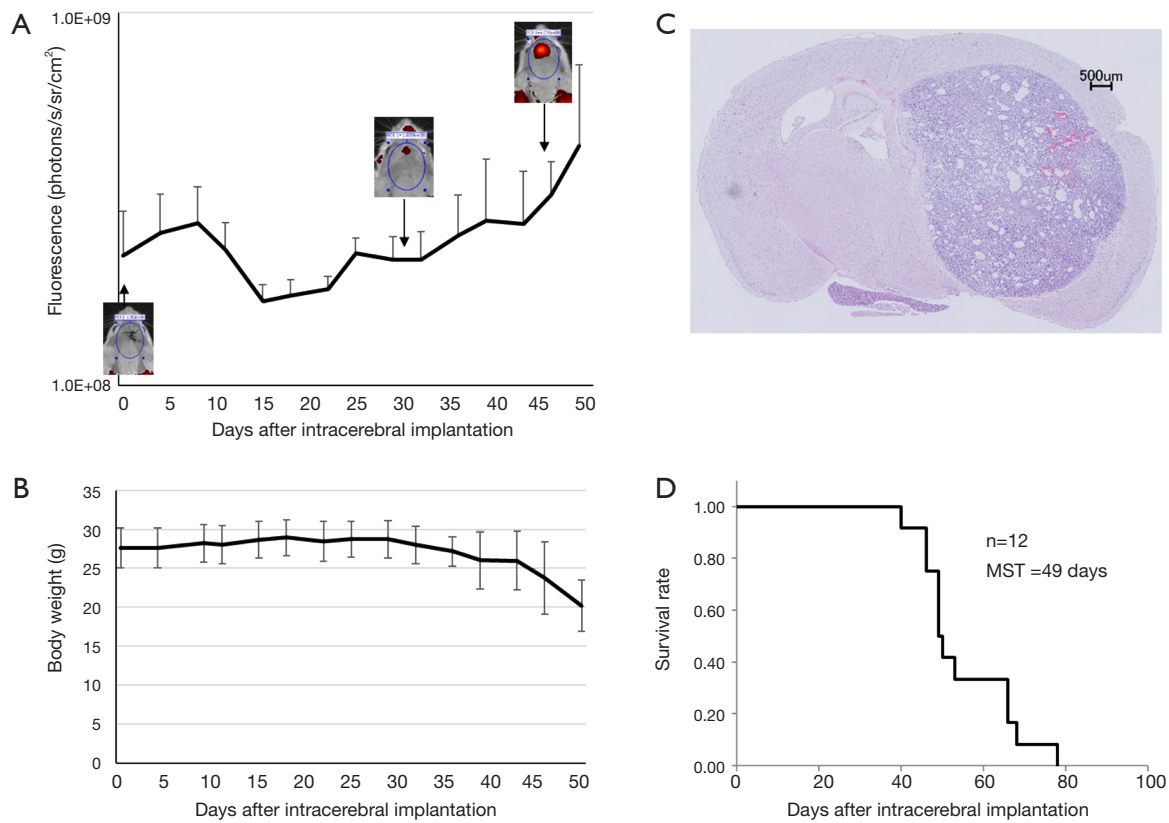 A
1.0E+09
Fluorescence (photons/s/sr/cm²)
1.0E+08
0 5 10 15 20 25 30 35 40 45 50
Days after intracerebral implantation
C
500um
B
35
30
25
20
15
10
5
0
Body weight (g)
0 5 10 15 20 25 30 35 40 45 50
Days after intracerebral implantation
D
1.00
0.80
0.60
0.40
0.20
0.00
Survival rate
n=12
MST =49 days
0 20 40 60 80 100
Days after intracerebral implantation